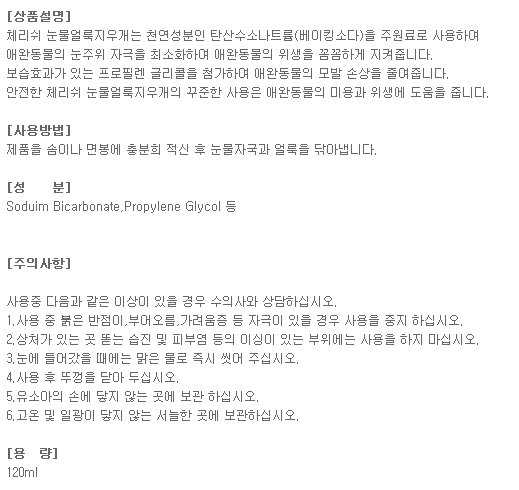 [상품설명]
체리쉬 눈물얼룩지우개는 천연성분인 탄산수소나트륨(베이킹소다)을 주원료로 사용하여
애완동물의 눈주위 자극을 최소화하여 애완동물의 위생을 꼼꼼하게 지켜줍니다.
보습효과가 있는 프로필렌 글리콜을 첨가하여 애완동물의 모발 손상을 줄여줍니다.
안전한 체리쉬 눈물얼룩지우개의 꾸준한 사용은 애완동물의 미용과 위생에 도움을 줍니다.
[사용방법]
제품을 솜이나 면봉에 충분희 적신 후 눈물자국과 얼룩을 닦아냅니다.
[성 분]
Soduim Bicarbonate,Propylene Glycol 등
[주의사항]
사용중 다음과 같은 이상이 있을 경우 수의사와 상담하십시오.
1.사용 중 붉은 반점이,부어오름,가려움증 등 자극이 있을 경우 사용을 중지 하십시오.
2.상처가 있는 곳 똗는 습진 및 피부염 등의 이싱이 있는 부위에는 사용을 하지 마십시오.
3.눈에 들어갔을 때에는 맑은 물로 즉시 씻어 주십시오.
4.사용 후 뚜껑을 닫아 두십시오.
5.유소아의 손에 닿지 않는 곳에 보관 하십시오.
6.고온 및 일광이 닿지 않는 서늘한 곳에 보관하십시오.
[용 량]
120ml